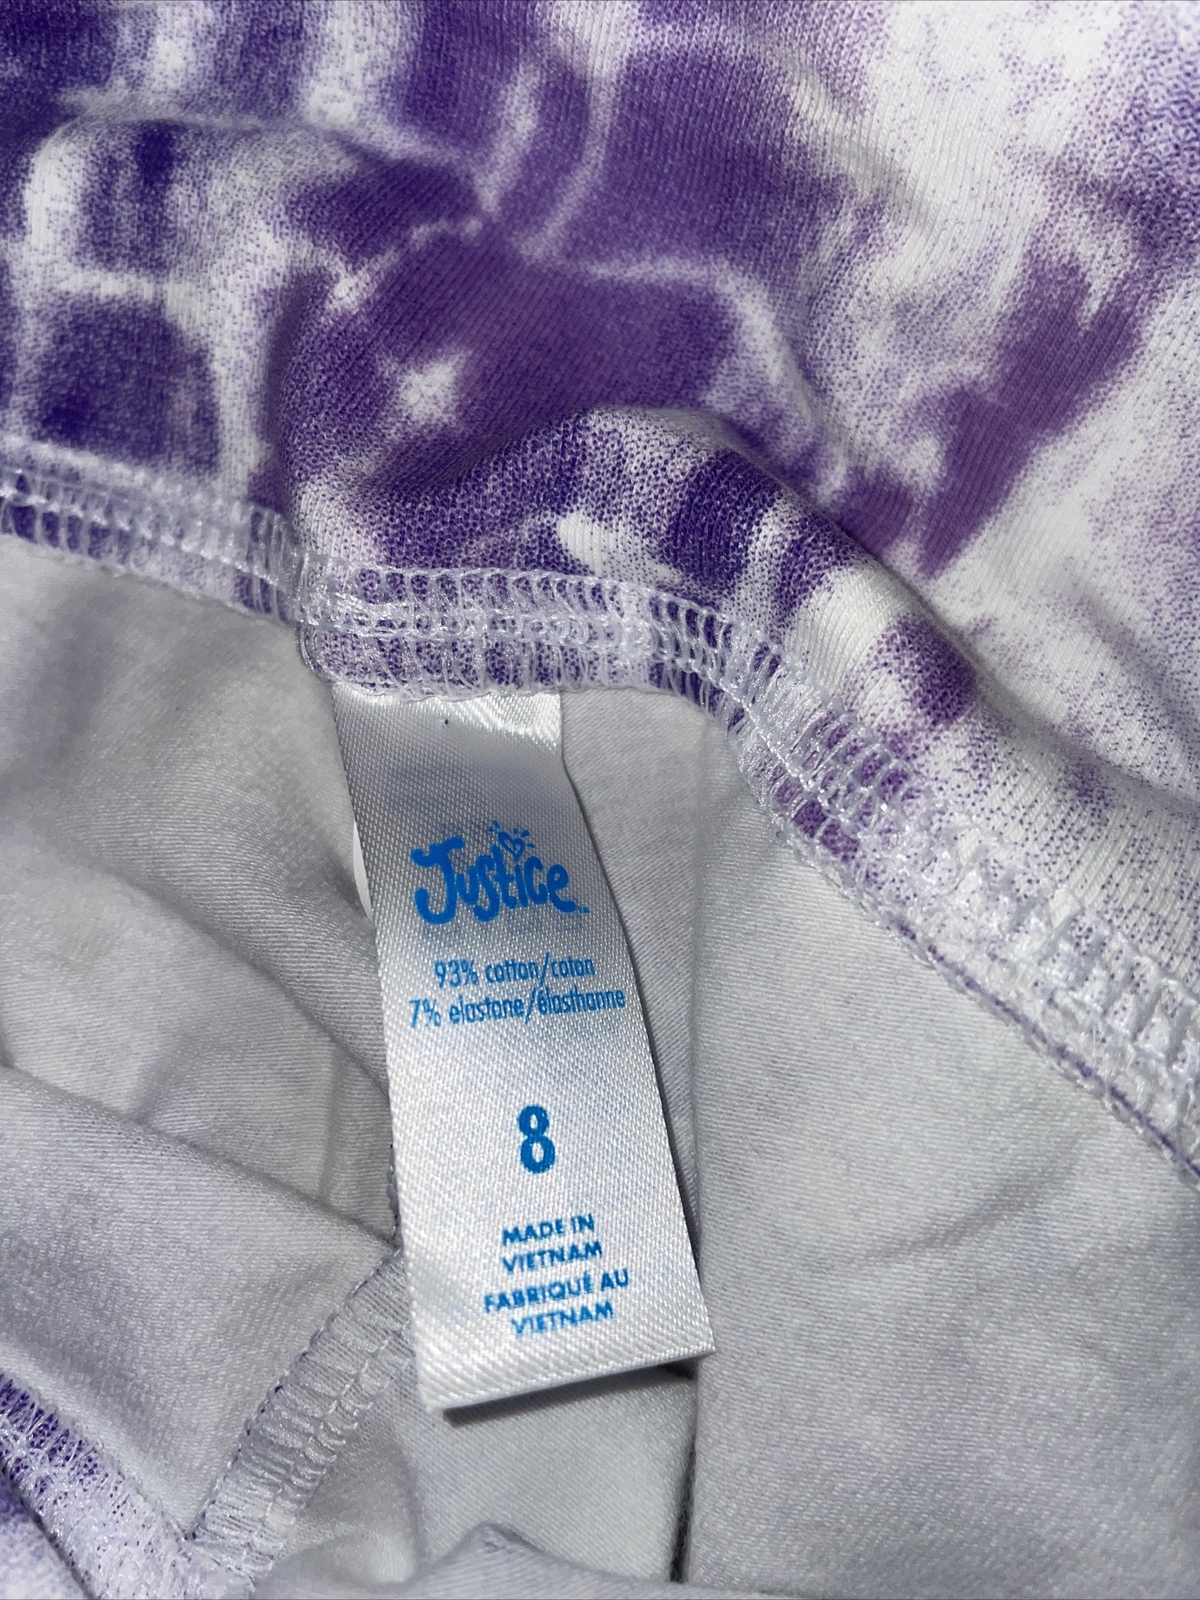 Justice
93% cotton/coton
7% elastane/élasthanne
8
MADE IN
VIETNAM
FABRIQUÉ AU
VIETNAM